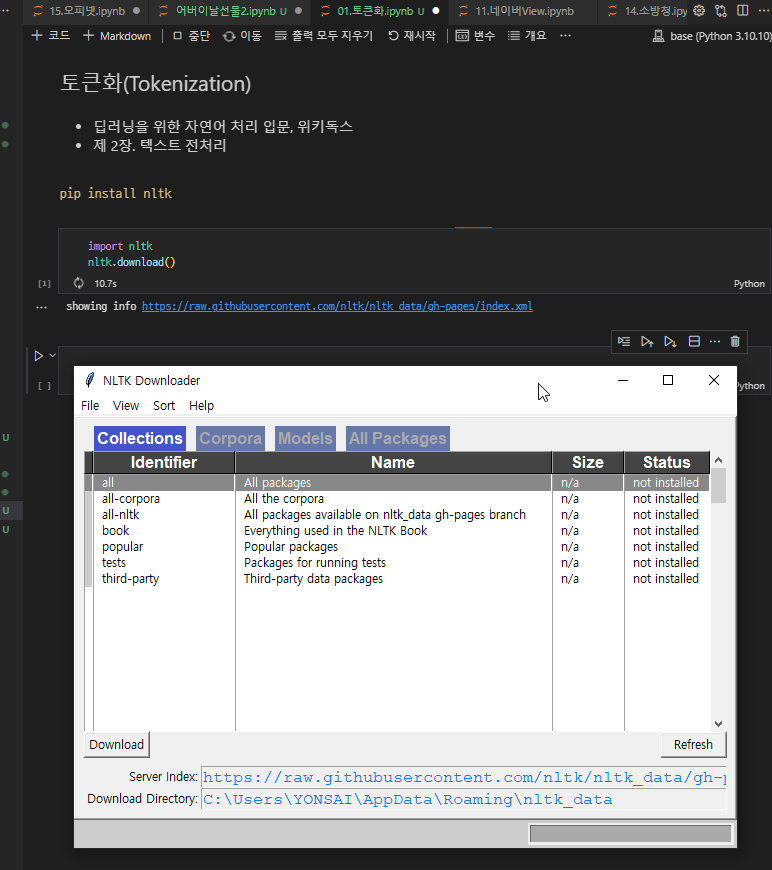 15.오피넷.ipynb 어버이날선물2.ipynb U 01.토큰화.ipynb U 11.네이버View.ipynb 14.소방청.ipy
+ 코드 + Markdown 중단 이동 출력 모두 지우기 재시작 변수 개요 ··· base (Python 3.10.10)
토큰화(Tokenization)
• 딥러닝을 위한 자연어 처리 입문, 위키독스
• 제 2장. 텍스트 전처리
pip install nltk
import nltk
nltk.download()
[1] 10.7s Python
··· showing info https://raw.githubusercontent.com/nltk/nltk_data/gh-pages/index.xml
[ ] ython
NLTK Downloader
File View Sort Help
Collections Corpora Models All Packages
Identifier Name Size Status
all All packages n/a not installed
all-corpora All the corpora n/a not installed
all-nltk All packages available on nltk_data gh-pages branch n/a not installed
book Everything used in the NLTK Book n/a not installed
popular Popular packages n/a not installed
tests Packages for running tests n/a not installed
third-party Third-party data packages n/a not installed
U
U
U
Download Refresh
Server Index: https://raw.githubusercontent.com/nltk/nltk_data/gh-p
Download Directory: C:\Users\YONSAI\AppData\Roaming\nltk_data